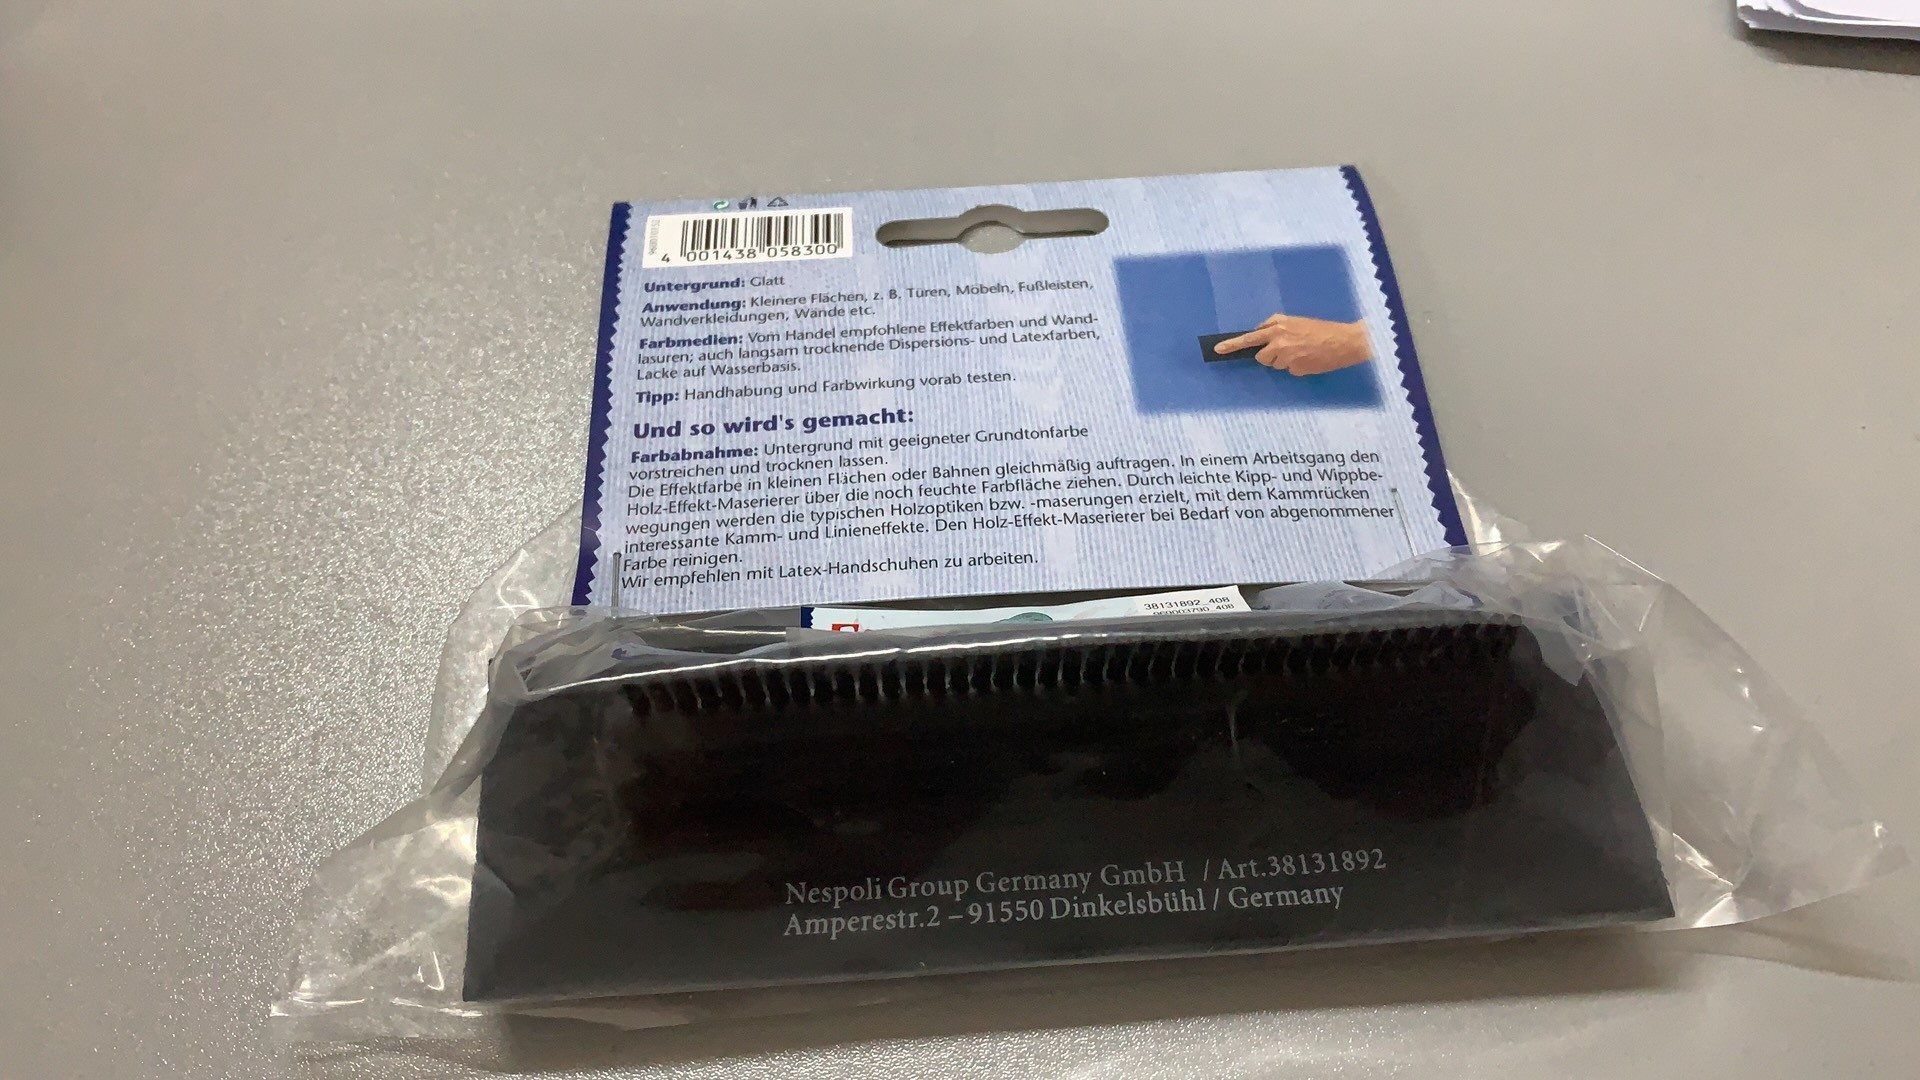 4 001438 058300
Untergrund: Glatt
Anwendung: Kleinere Flächen, z. B. Türen, Möbeln, Fußleisten,
Wandverkleidungen, Wände etc.
Farbmedien: Vom Handel empfohlene Effektfarben und Wand-
lasuren; auch langsam trocknende Dispersions- und Latexfarben,
Lacke auf Wasserbasis.
Tipp: Handhabung und Farbwirkung vorab testen.
Und so wird's gemacht:
Farbabnahme: Untergrund mit geeigneter Grundtonfarbe
vorstreichen und trocknen lassen.
Die Effektfarbe in kleinen Flächen oder Bahnen gleichmäßig auftragen. In einem Arbeitsgang den
Holz-Effekt-Maserierer über die noch feuchte Farbfläche ziehen. Durch leichte Kipp- und Wippbe-
wegungen werden die typischen Holzoptiken bzw. -maserungen erzielt, mit dem Kammrücken
interessante Kamm- und Linieneffekte. Den Holz-Effekt-Maserierer bei Bedarf von abgenommener
Farbe reinigen.
Wir empfehlen mit Latex-Handschuhen zu arbeiten.
38131892_408
Nespoli Group Germany GmbH / Art.38131892
Amperestr.2 – 91550 Dinkelsbühl / Germany